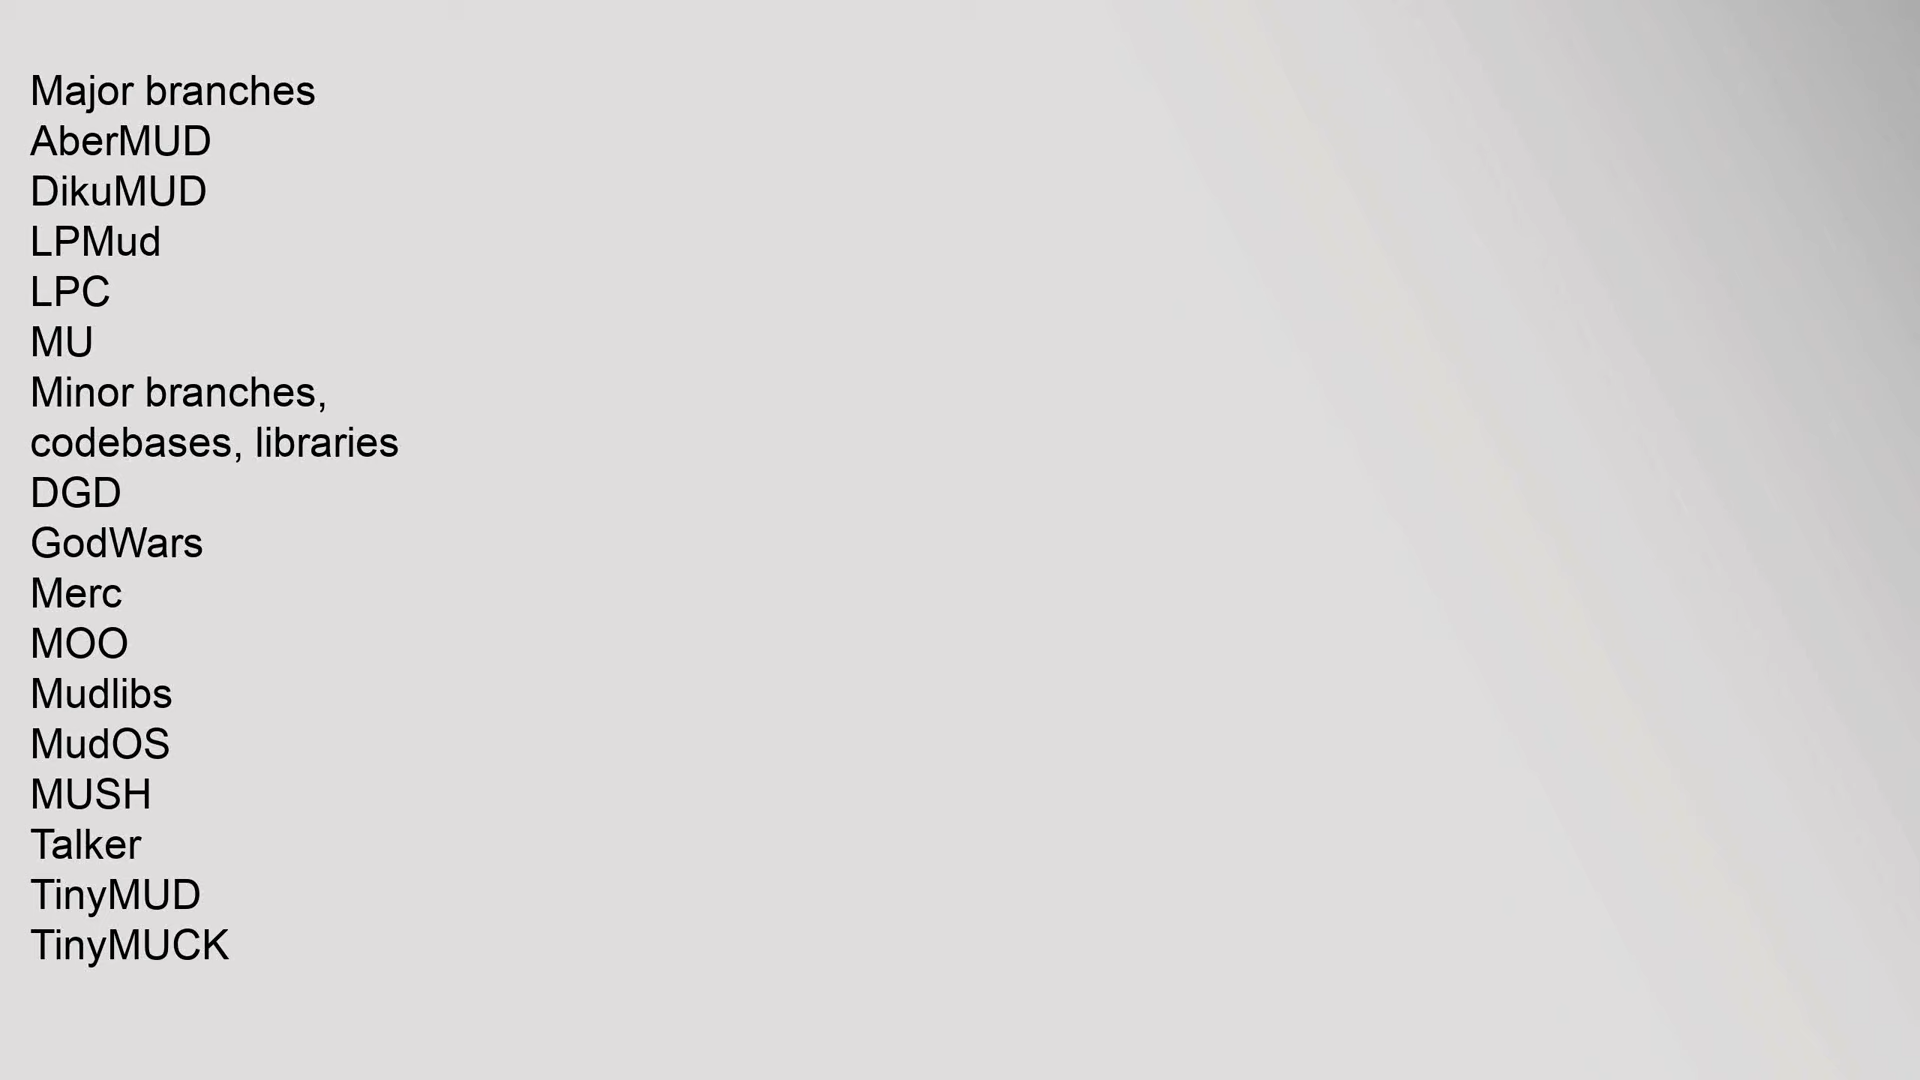 Major branches
AberMUD
DikuMUD
LPMud
LPC
MU
Minor branches,
codebases, libraries
DGD
GodWars
Merc
MOO
Mudlibs
MudOS
MUSH
Talker
TinyMUD
TinyMUCK